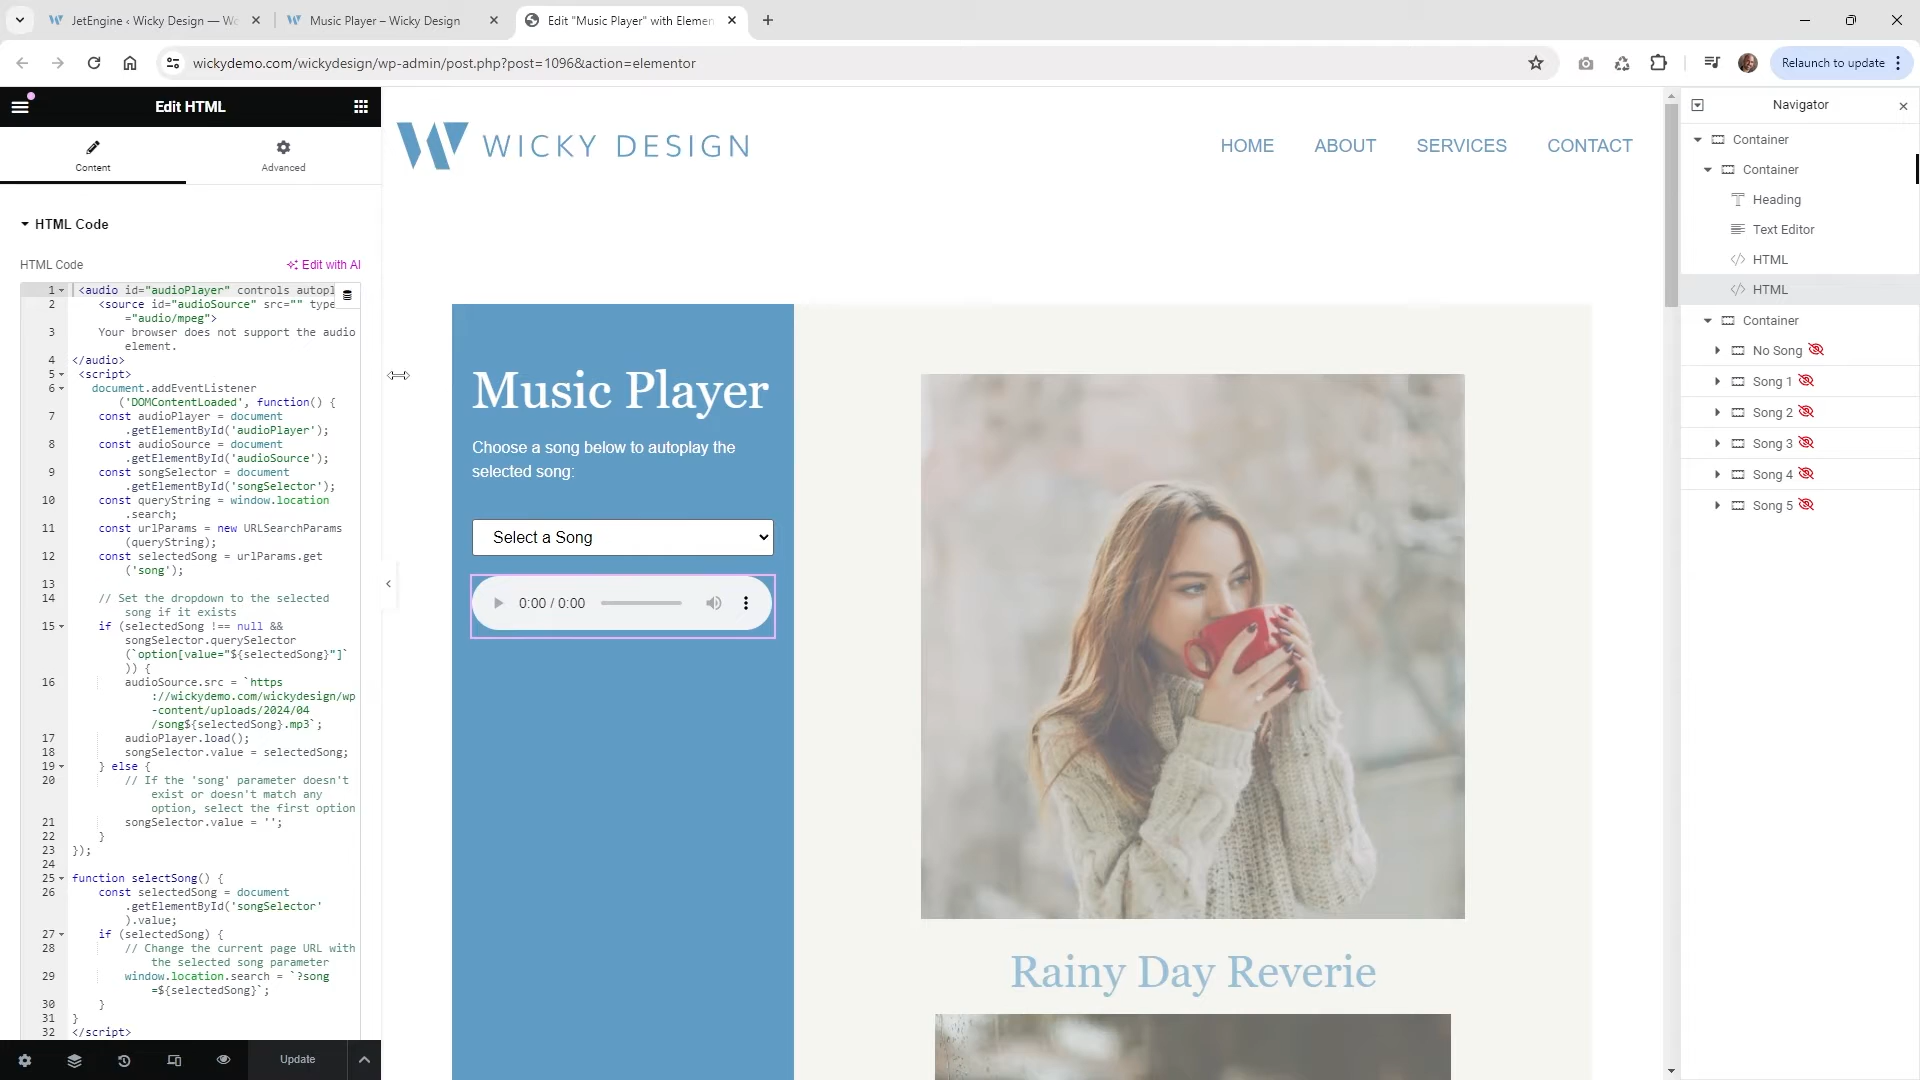 JetEngine ‹ Wicky Design — Wo
Music Player – Wicky Design
Edit "Music Player" with Elemen
wickydemo.com/wickydesign/wp-admin/post.php?post=1096&action=elementor
Relaunch to update
Edit HTML
Content
Advanced
HTML Code
HTML Code
Edit with AI
1 <audio id="audioPlayer" controls autopl
2 <source id="audioSource" src="" type
="audio/mpeg">
3 Your browser does not support the audio
element.
4 </audio>
5 <script>
6 document.addEventListener
('DOMContentLoaded', function() {
7 const audioPlayer = document
.getElementById('audioPlayer');
8 const audioSource = document
.getElementById('audioSource');
9 const songSelector = document
.getElementById('songSelector');
10 const queryString = window.location
.search;
11 const urlParams = new URLSearchParams
(queryString);
12 const selectedSong = urlParams.get
('song');
13
14 // Set the dropdown to the selected
song if it exists
15 if (selectedSong !== null &&
songSelector.querySelector
(`option[value="${selectedSong}"]`
)) {
16 audioSource.src = `https
://wickydemo.com/wickydesign/wp
-content/uploads/2024/04
/song${selectedSong}.mp3`;
17 audioPlayer.load();
18 songSelector.value = selectedSong;
19 } else {
20 // If the 'song' parameter doesn't
exist or doesn't match any
option, select the first option
21 songSelector.value = '';
22 }
23 });
24
25 function selectSong() {
26 const selectedSong = document
.getElementById('songSelector'
).value;
27 if (selectedSong) {
28 // Change the current page URL with
the selected song parameter
29 window.location.search = `?song
=${selectedSong}`;
30 }
31 }
32 </script>
Update
WICKY DESIGN
HOME ABOUT SERVICES CONTACT
Music Player
Choose a song below to autoplay the
selected song:
Select a Song
0:00 / 0:00
Rainy Day Reverie
Navigator
Container
Container
Heading
Text Editor
HTML
HTML
Container
No Song
Song 1
Song 2
Song 3
Song 4
Song 5